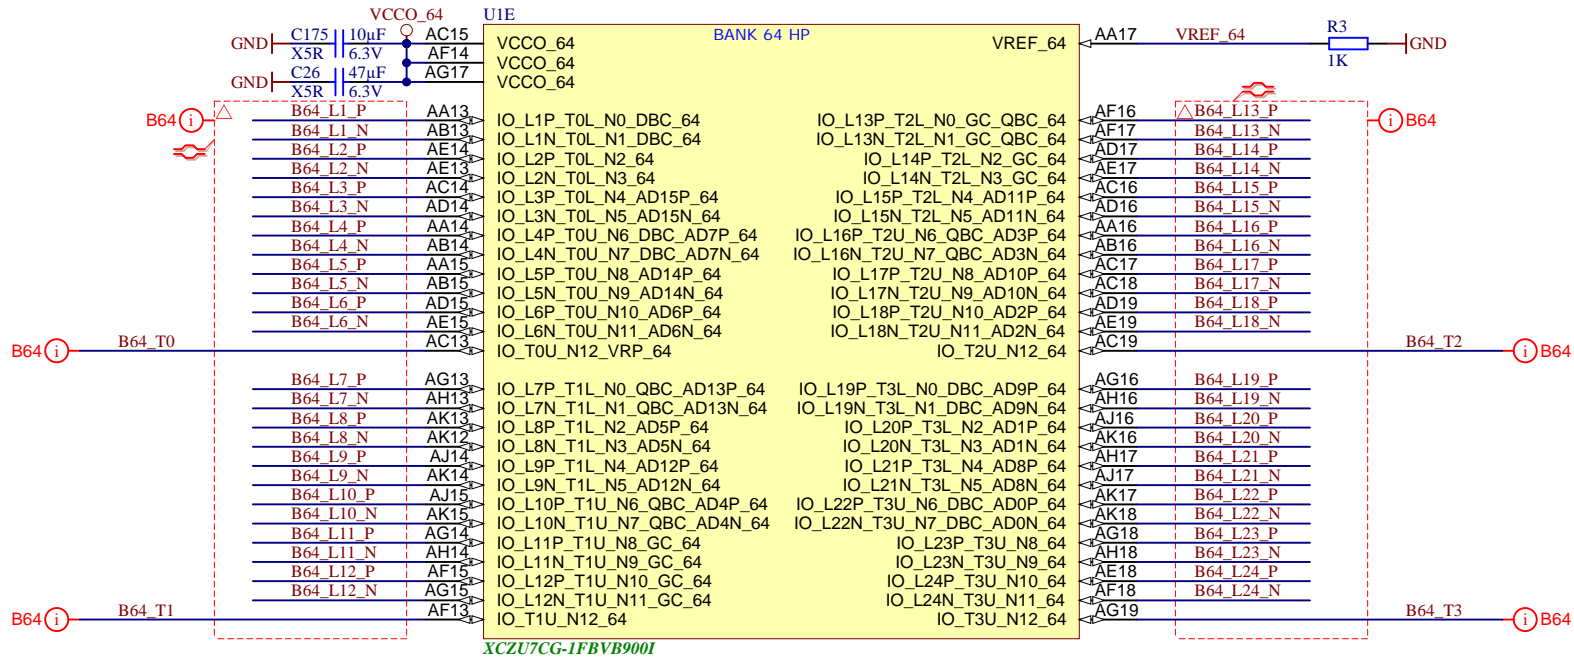 VCCO_64 U1E
GND C175 10µF AC15 VCCO_64 BANK 64 HP VREF_64 AA17 VREF_64 R3 GND
X5R 6.3V AF14 VCCO_64 1K
GND C26 47µF AG17 VCCO_64
X5R 6.3V
B64 i B64_L1_P AA13 IO_L1P_T0L_N0_DBC_64 IO_L13P_T2L_N0_GC_QBC_64 AF16 B64_L13_P i B64
B64_L1_N AB13 IO_L1N_T0L_N1_DBC_64 IO_L13N_T2L_N1_GC_QBC_64 AF17 B64_L13_N
B64_L2_P AE14 IO_L2P_T0L_N2_64 IO_L14P_T2L_N2_GC_64 AD17 B64_L14_P
B64_L2_N AE13 IO_L2N_T0L_N3_64 IO_L14N_T2L_N3_GC_64 AE17 B64_L14_N
B64_L3_P AC14 IO_L3P_T0L_N4_AD15P_64 IO_L15P_T2L_N4_AD11P_64 AC16 B64_L15_P
B64_L3_N AD14 IO_L3N_T0L_N5_AD15N_64 IO_L15N_T2L_N5_AD11N_64 AD16 B64_L15_N
B64_L4_P AA14 IO_L4P_T0U_N6_DBC_AD7P_64 IO_L16P_T2U_N6_QBC_AD3P_64 AA16 B64_L16_P
B64_L4_N AB14 IO_L4N_T0U_N7_DBC_AD7N_64 IO_L16N_T2U_N7_QBC_AD3N_64 AB16 B64_L16_N
B64_L5_P AA15 IO_L5P_T0U_N8_AD14P_64 IO_L17P_T2U_N8_AD10P_64 AC17 B64_L17_P
B64_L5_N AB15 IO_L5N_T0U_N9_AD14N_64 IO_L17N_T2U_N9_AD10N_64 AC18 B64_L17_N
B64_L6_P AD15 IO_L6P_T0U_N10_AD6P_64 IO_L18P_T2U_N10_AD2P_64 AD19 B64_L18_P
B64_L6_N AE15 IO_L6N_T0U_N11_AD6N_64 IO_L18N_T2U_N11_AD2N_64 AE19 B64_L18_N
B64 i B64_T0 AC13 IO_T0U_N12_VRP_64 IO_T2U_N12_64 AC19 B64_T2 i B64
B64_L7_P AG13 IO_L7P_T1L_N0_QBC_AD13P_64 IO_L19P_T3L_N0_DBC_AD9P_64 AG16 B64_L19_P
B64_L7_N AH13 IO_L7N_T1L_N1_QBC_AD13N_64 IO_L19N_T3L_N1_DBC_AD9N_64 AH16 B64_L19_N
B64_L8_P AK13 IO_L8P_T1L_N2_AD5P_64 IO_L20P_T3L_N2_AD1P_64 AJ16 B64_L20_P
B64_L8_N AK12 IO_L8N_T1L_N3_AD5N_64 IO_L20N_T3L_N3_AD1N_64 AK16 B64_L20_N
B64_L9_P AJ14 IO_L9P_T1L_N4_AD12P_64 IO_L21P_T3L_N4_AD8P_64 AH17 B64_L21_P
B64_L9_N AK14 IO_L9N_T1L_N5_AD12N_64 IO_L21N_T3L_N5_AD8N_64 AJ17 B64_L21_N
B64_L10_P AJ15 IO_L10P_T1U_N6_QBC_AD4P_64 IO_L22P_T3U_N6_DBC_AD0P_64 AK17 B64_L22_P
B64_L10_N AK15 IO_L10N_T1U_N7_QBC_AD4N_64 IO_L22N_T3U_N7_DBC_AD0N_64 AK18 B64_L22_N
B64_L11_P AG14 IO_L11P_T1U_N8_GC_64 IO_L23P_T3U_N8_64 AG18 B64_L23_P
B64_L11_N AH14 IO_L11N_T1U_N9_GC_64 IO_L23N_T3U_N9_64 AH18 B64_L23_N
B64_L12_P AF15 IO_L12P_T1U_N10_GC_64 IO_L24P_T3U_N10_64 AE18 B64_L24_P
B64_L12_N AG15 IO_L12N_T1U_N11_GC_64 IO_L24N_T3U_N11_64 AF18 B64_L24_N
B64 i B64_T1 AF13 IO_T1U_N12_64 IO_T3U_N12_64 AG19 B64_T3 i B64
XCZU7CG-1FBVB900I